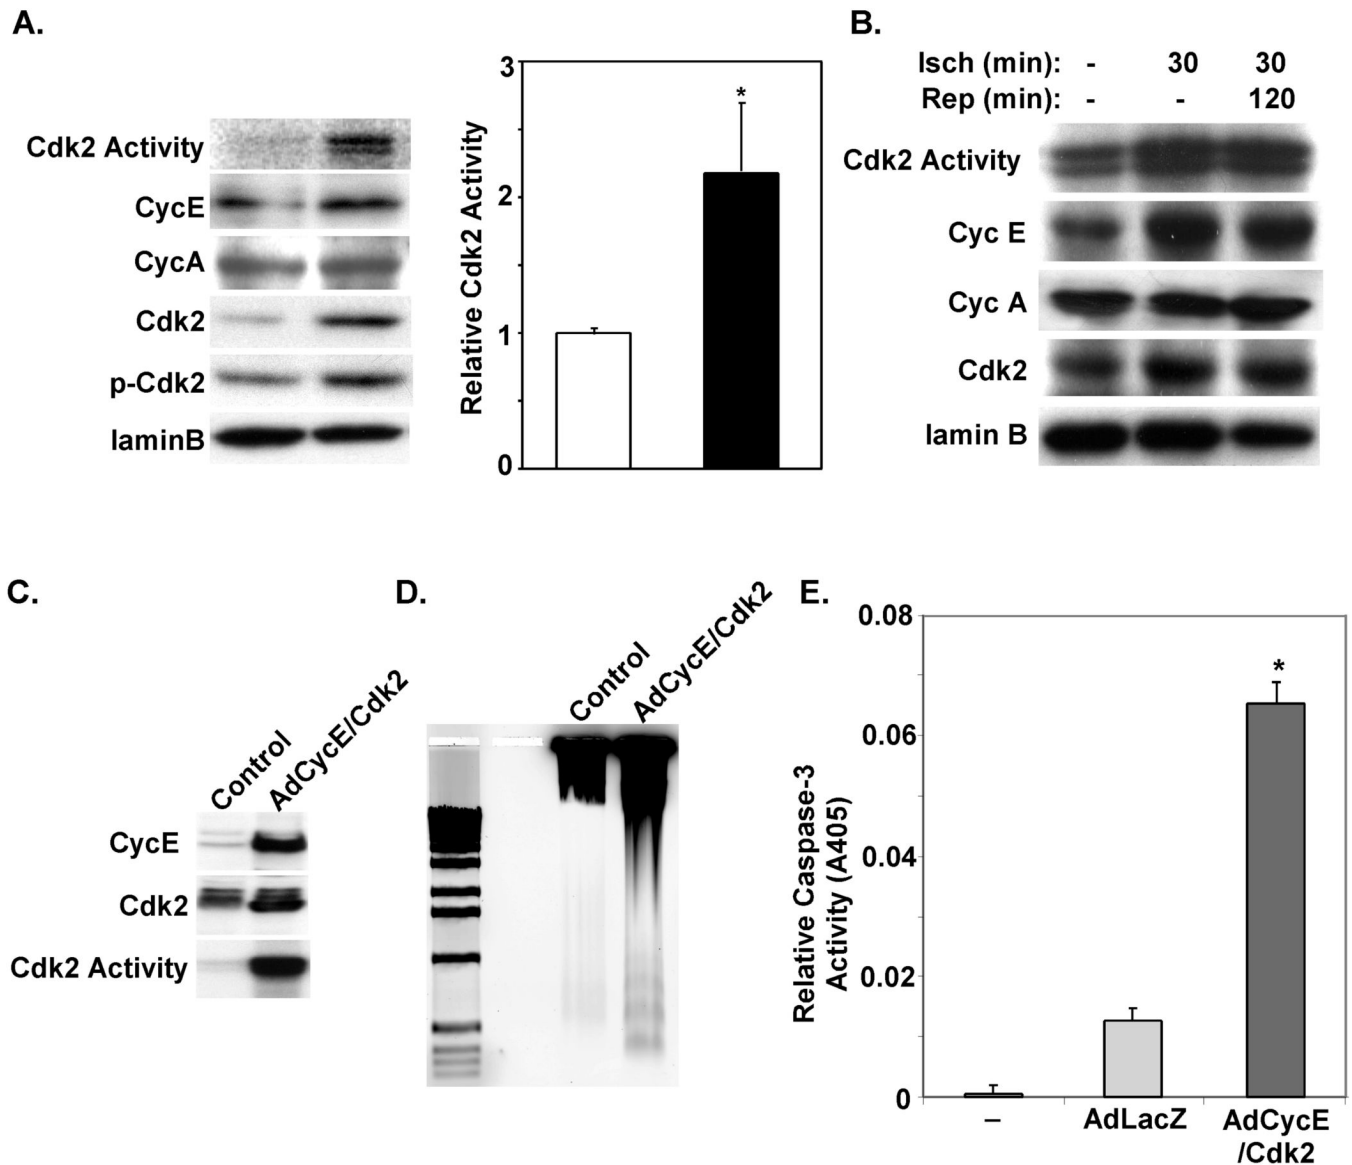 A.
Cdk2 Activity
CycE
CycA
Cdk2
p-Cdk2
laminB
Relative Cdk2 Activity
3
2
1
0
*
B.
Isch (min): - 30 30
Rep (min): - - 120
Cdk2 Activity
Cyc E
Cyc A
Cdk2
lamin B
C.
Control
AdCycE/Cdk2
CycE
Cdk2
Cdk2 Activity
D.
Control
AdCycE/Cdk2
E.
Relative Caspase-3
Activity (A405)
0.08
0.06
0.04
0.02
0
*
– AdLacZ AdCycE
/Cdk2